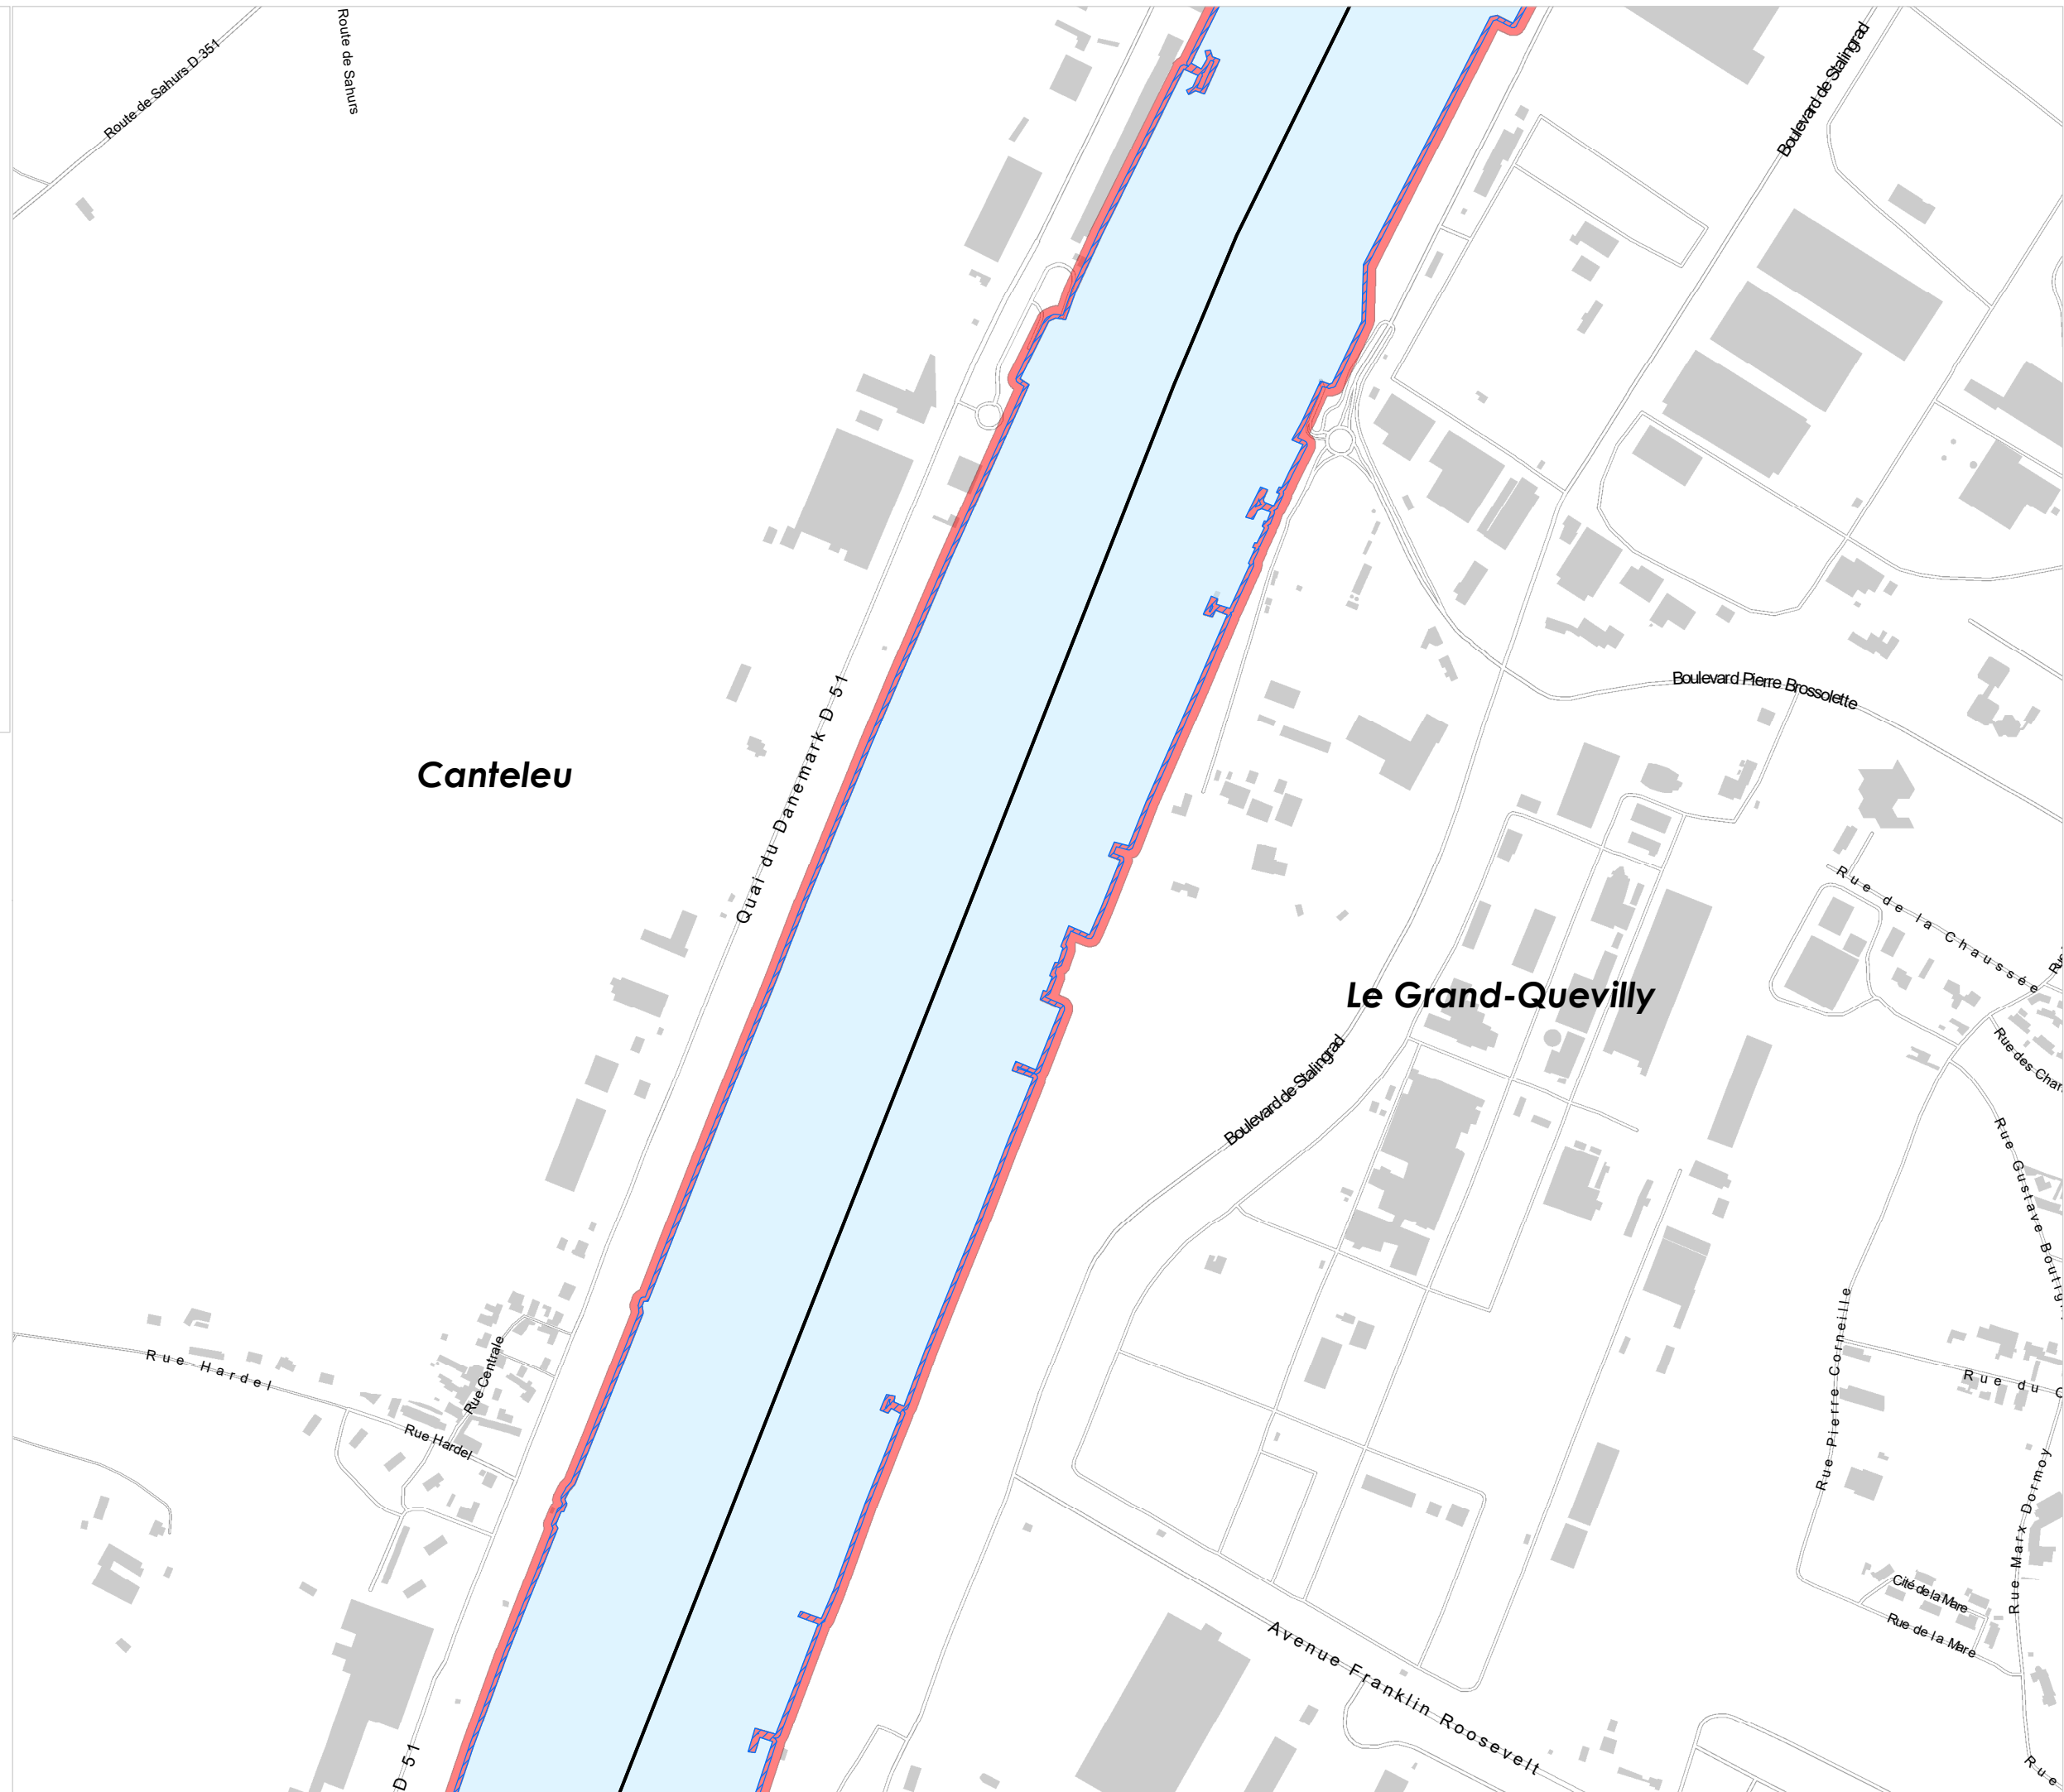 Route de Sahurs D 351
Route de Sahurs
Boulevard de Stalingrad
Boulevard Pierre Brossolette
Quai du Danemark D 51
Canteleu
Rue de la Chaussée
Le Grand-Quevilly
Boulevard de Stalingrad
Rue des Char
Rue Gustave Boutig
Rue Pierre Corneille
Rue Hardel
Rue Centrale
Rue Hardel
Rue du
Rue Marx Dormoy
Cité de la Mare
Rue de la Mare
Avenue Franklin Roosevelt
D 51
Rue